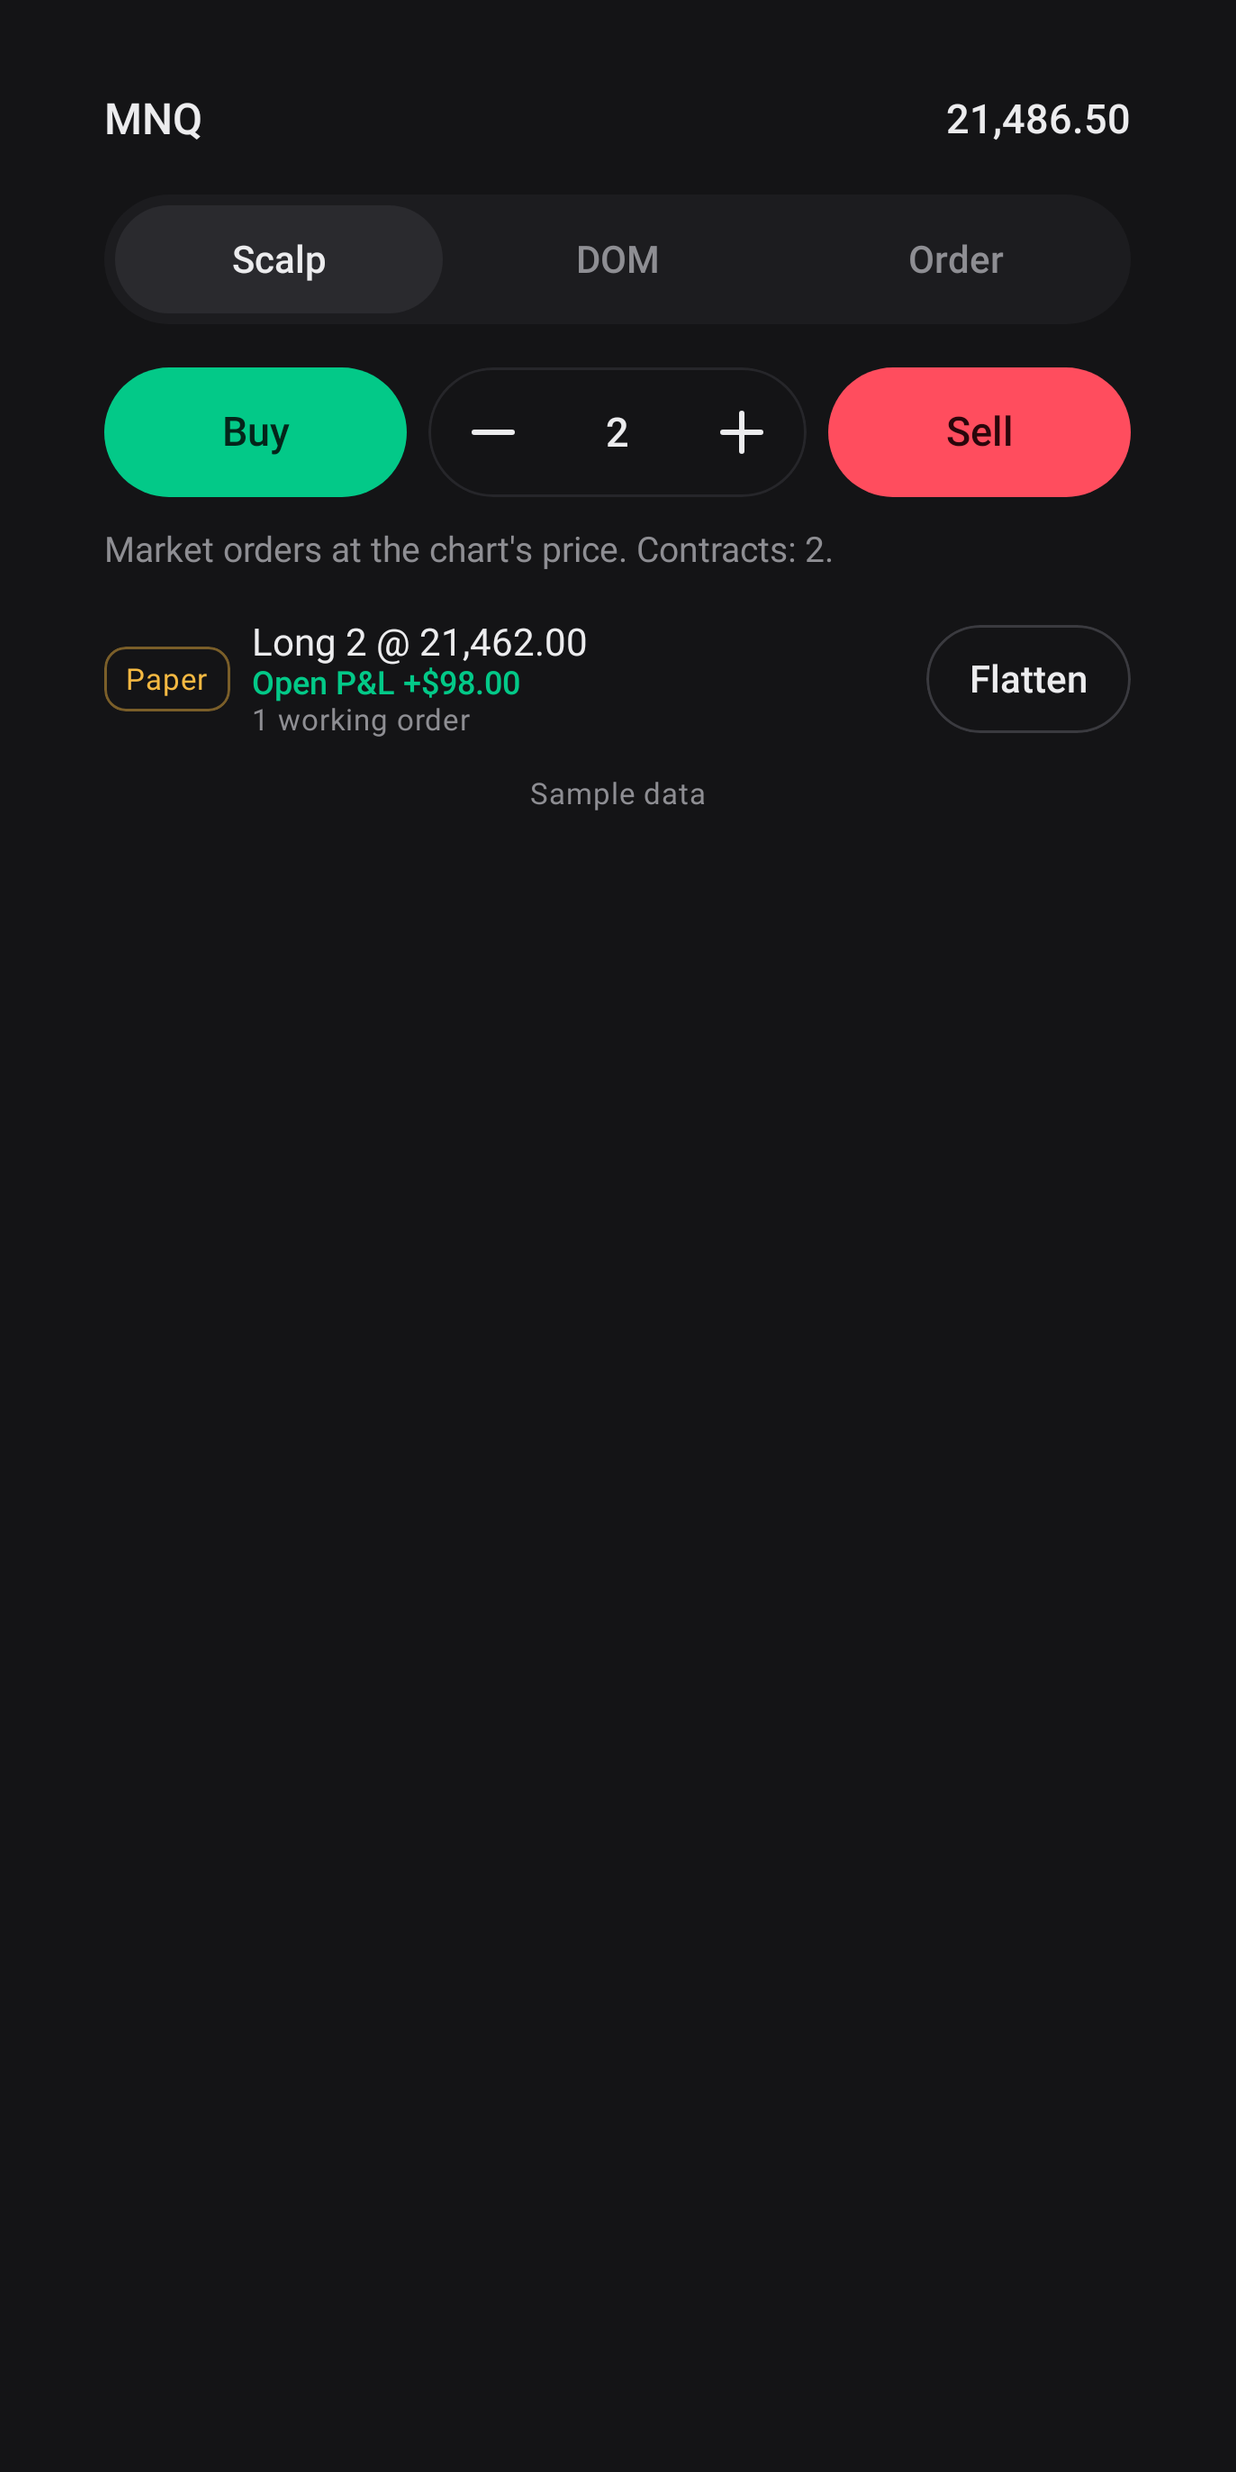 MNQ 21,486.50
Scalp DOM Order
Buy 2 Sell
Market orders at the chart's price. Contracts: 2.
Long 2 @ 21,462.00
Paper Open P&L +$98.00 Flatten
1 working order
Sample data